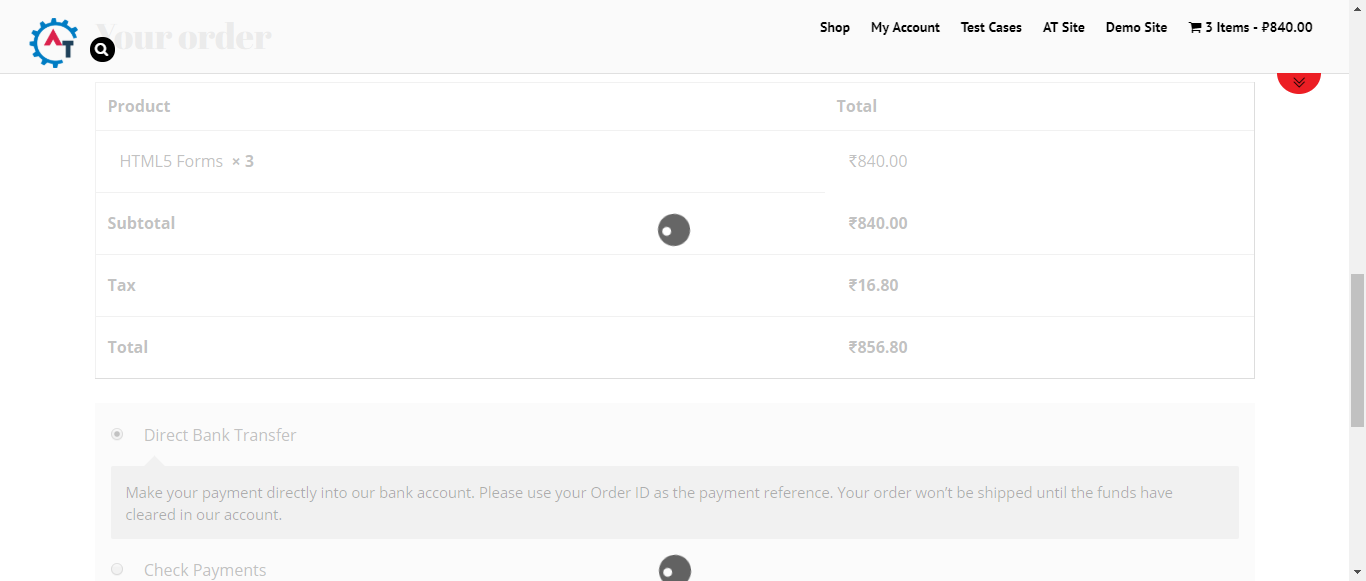 AT
Your order
Shop My Account Test Cases AT Site Demo Site 3 Items - ₽840.00
Product Total
HTML5 Forms × 3 ₹840.00
Subtotal ₹840.00
Tax ₹16.80
Total ₹856.80
Direct Bank Transfer
Make your payment directly into our bank account. Please use your Order ID as the payment reference. Your order won’t be shipped until the funds have
cleared in our account.
Check Payments